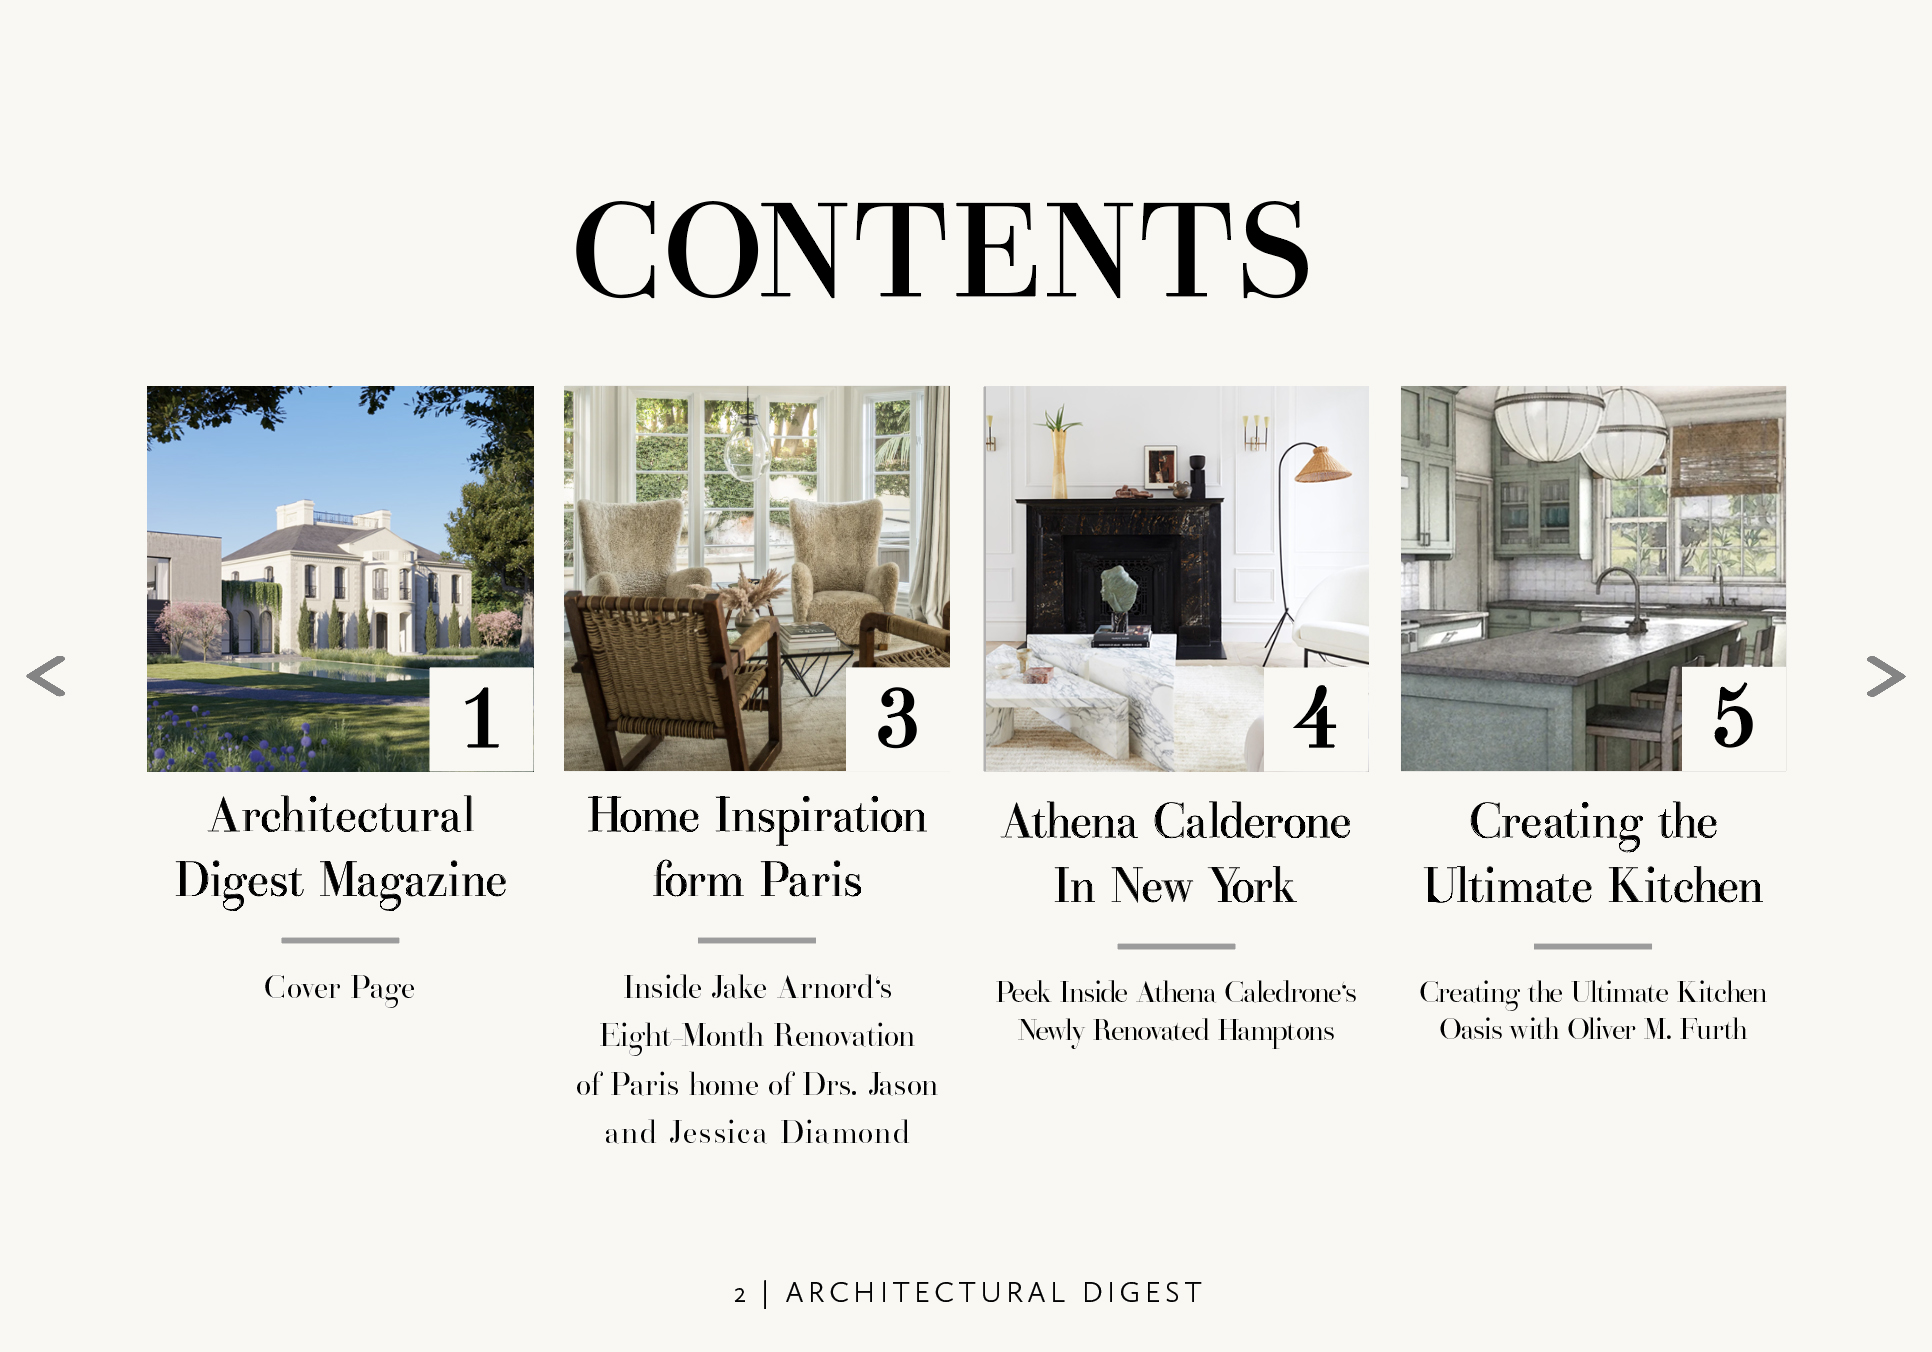 CONTENTS
1
Architectural
Digest Magazine
Cover Page
3
Home Inspiration
form Paris
Inside Jake Arnord‘s
Eight-Month Renovation
of Paris home of Drs. Jason
and Jessica Diamond
4
Athena Calderone
In New York
Peek Inside Athena Caledrone‘s
Newly Renovated Hamptons
5
Creating the
Ultimate Kitchen
Creating the Ultimate Kitchen
Oasis with Oliver M. Furth
2 | ARCHITECTURAL DIGEST